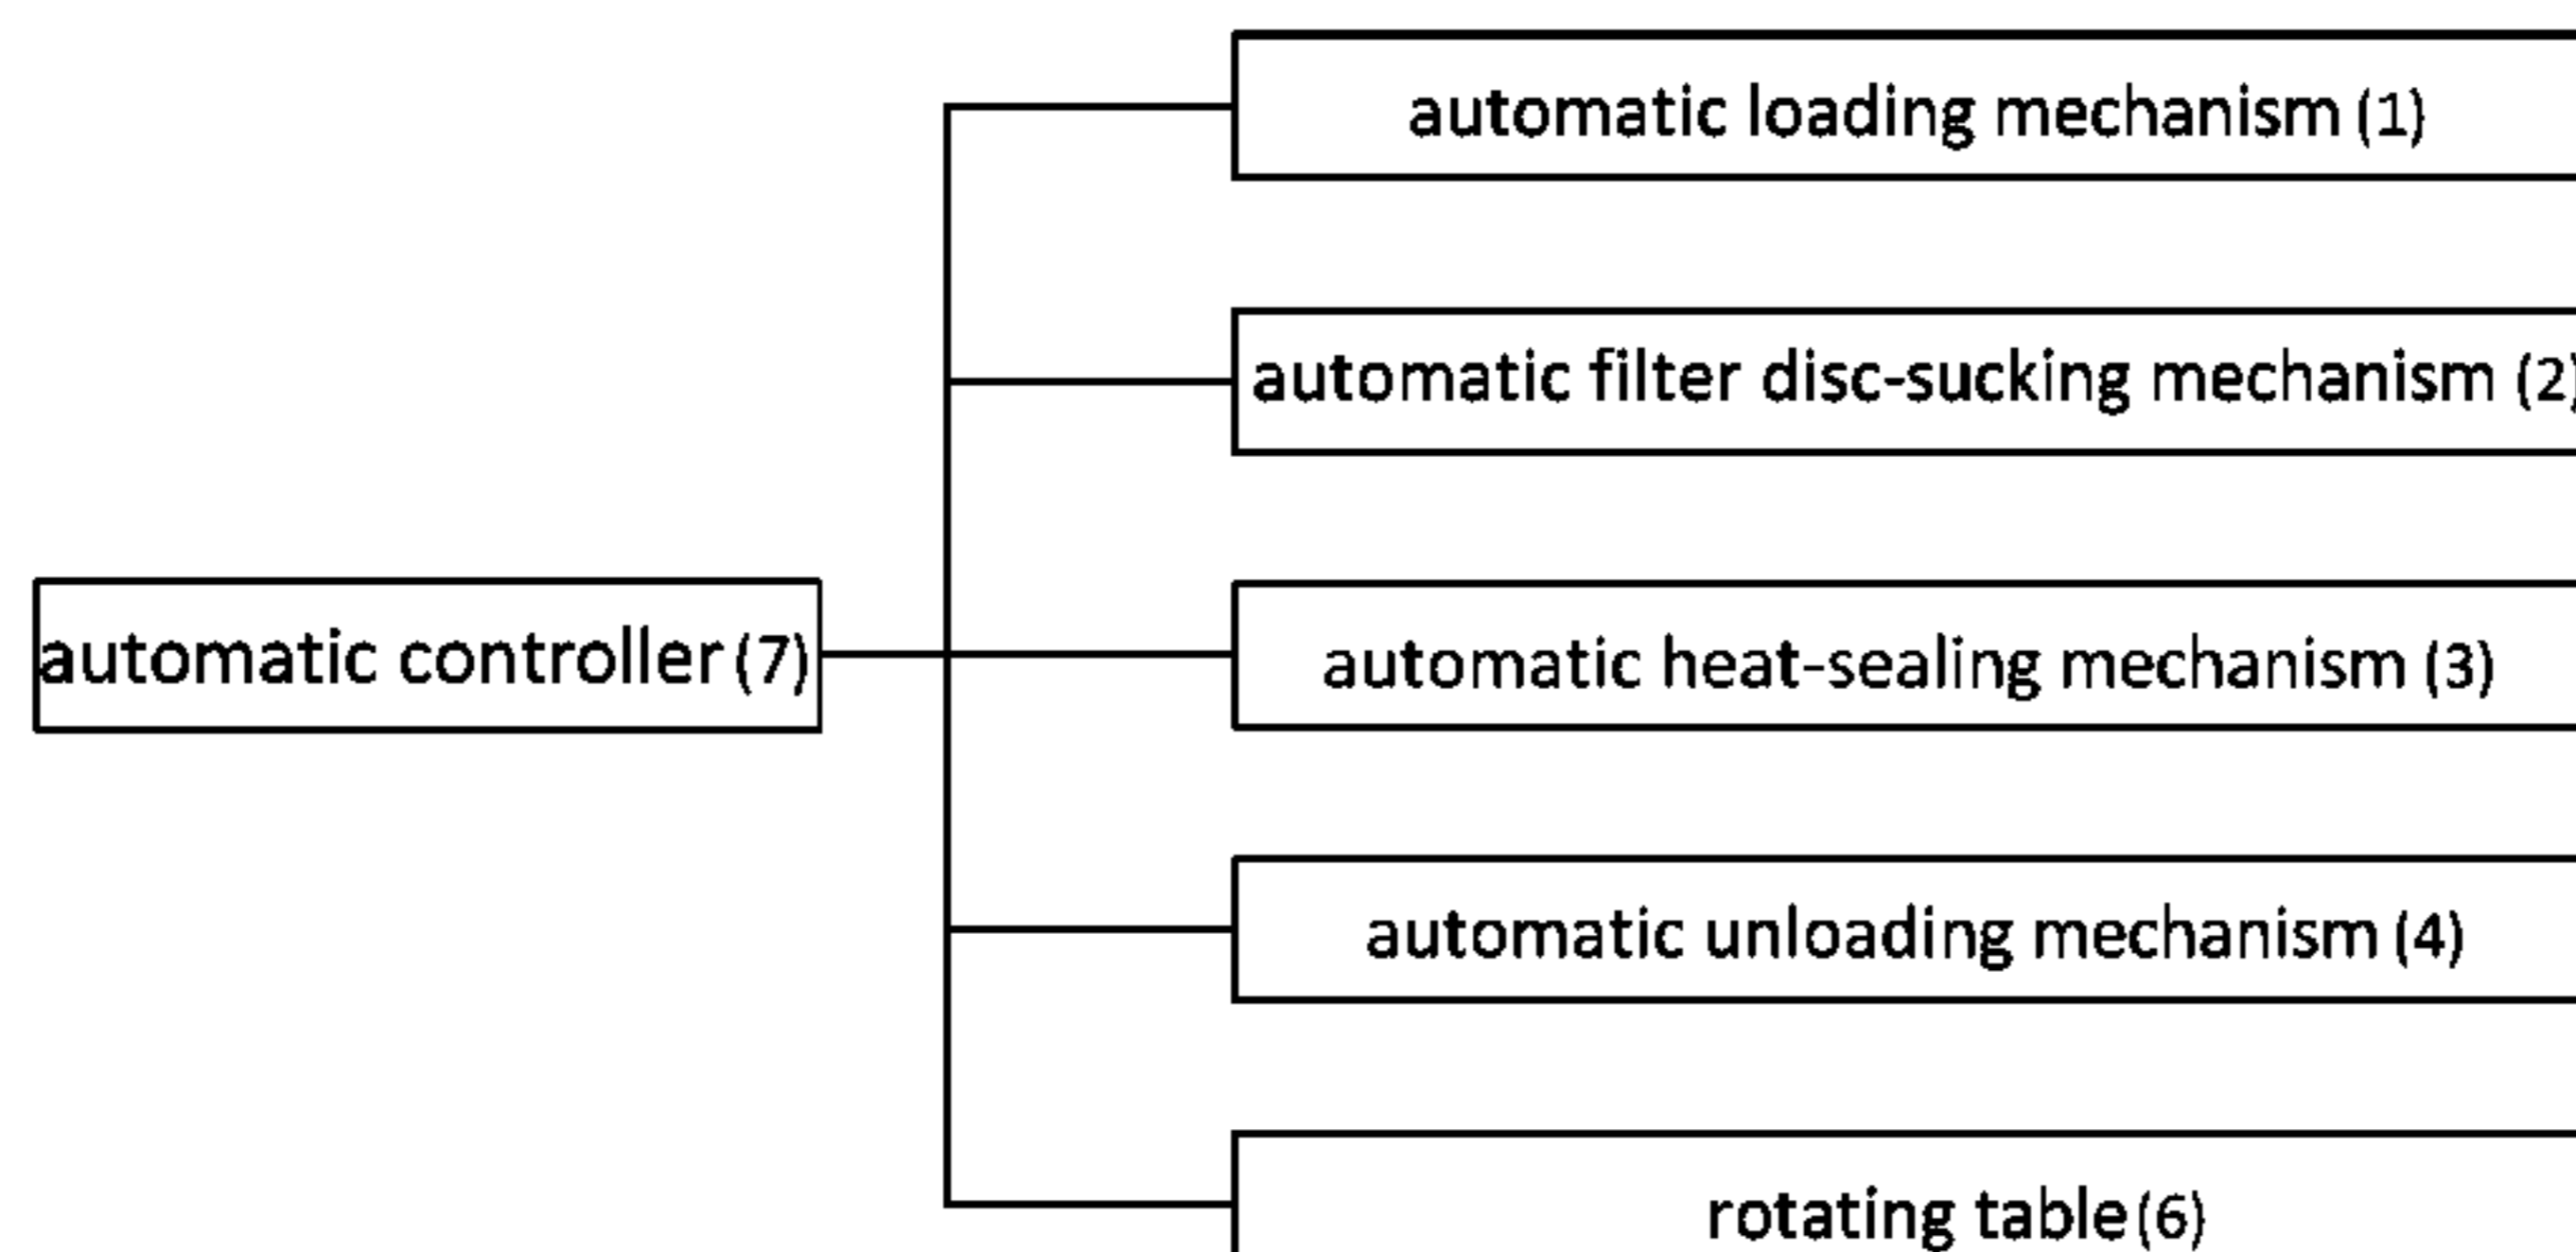 automatic loading mechanism (1)
automatic filter disc-sucking mechanism (2)
automatic controller (7)
automatic heat-sealing mechanism (3)
automatic unloading mechanism (4)
rotating table (6)